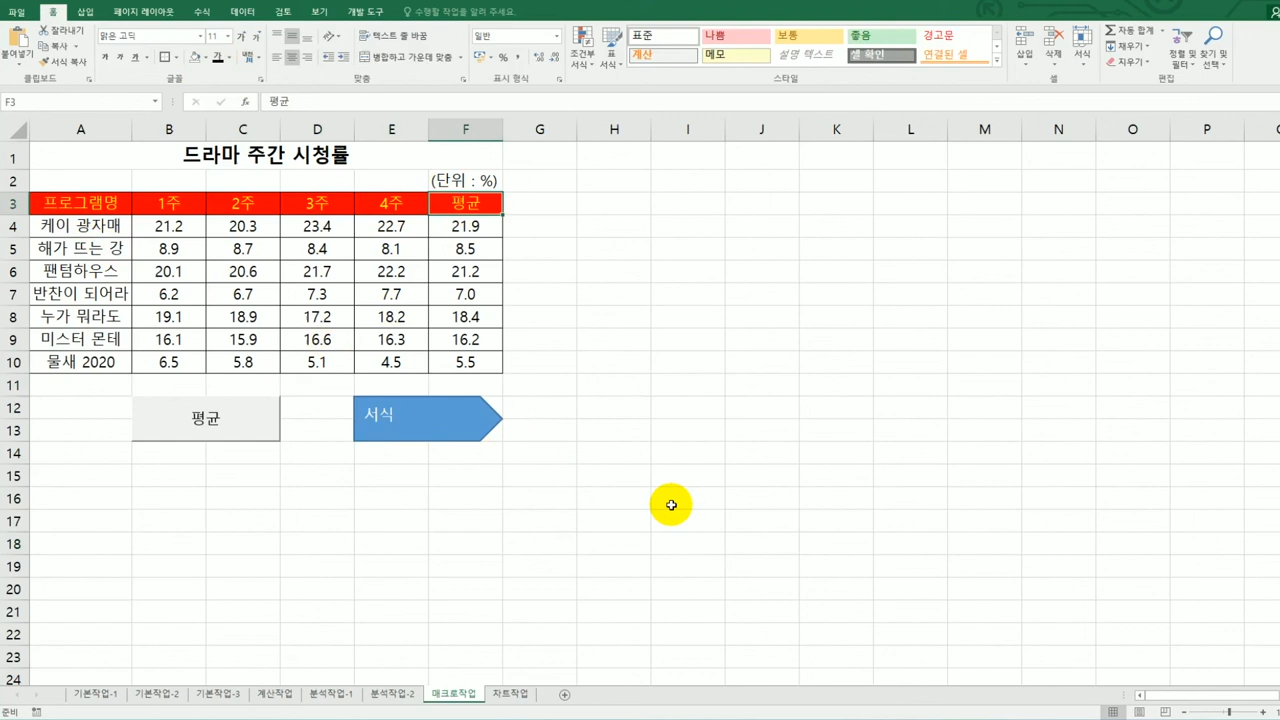 파일 홈 삽입 페이지 레이아웃 수식 데이터 검토 보기 개발 도구 수행할 작업을 알려 주세요.
붙여넣기 잘라내기 맑은 고딕 11 텍스트 줄 바꿈 일반 조건부 서식 표 서식 표준 나쁨 보통 좋음 경고문 삽입 삭제 서식 자동 합계 정렬 및 필터 찾기 및 선택
복사 채우기
서식 복사 가 가 가 병합하고 가운데 맞춤 % 계산 메모 설명 텍스트 셀 확인 연결된 셀 지우기
클립보드 글꼴 맞춤 표시 형식 스타일 셀 편집
F3 fx 평균
A B C D E F G H I J K L M N O P
1 드라마 주간 시청률
2 (단위 : %)
3 프로그램명 1주 2주 3주 4주 평균
4 케이 광자매 21.2 20.3 23.4 22.7 21.9
5 해가 뜨는 강 8.9 8.7 8.4 8.1 8.5
6 팬텀하우스 20.1 20.6 21.7 22.2 21.2
7 반찬이 되어라 6.2 6.7 7.3 7.7 7.0
8 누가 뭐라도 19.1 18.9 17.2 18.2 18.4
9 미스터 몬테 16.1 15.9 16.6 16.3 16.2
10 물새 2020 6.5 5.8 5.1 4.5 5.5
11
12 평균 서식
13
14
15
16
17
18
19
20
21
22
23
24
기본작업-1 기본작업-2 기본작업-3 계산작업 분석작업-1 분석작업-2 매크로작업 차트작업
준비